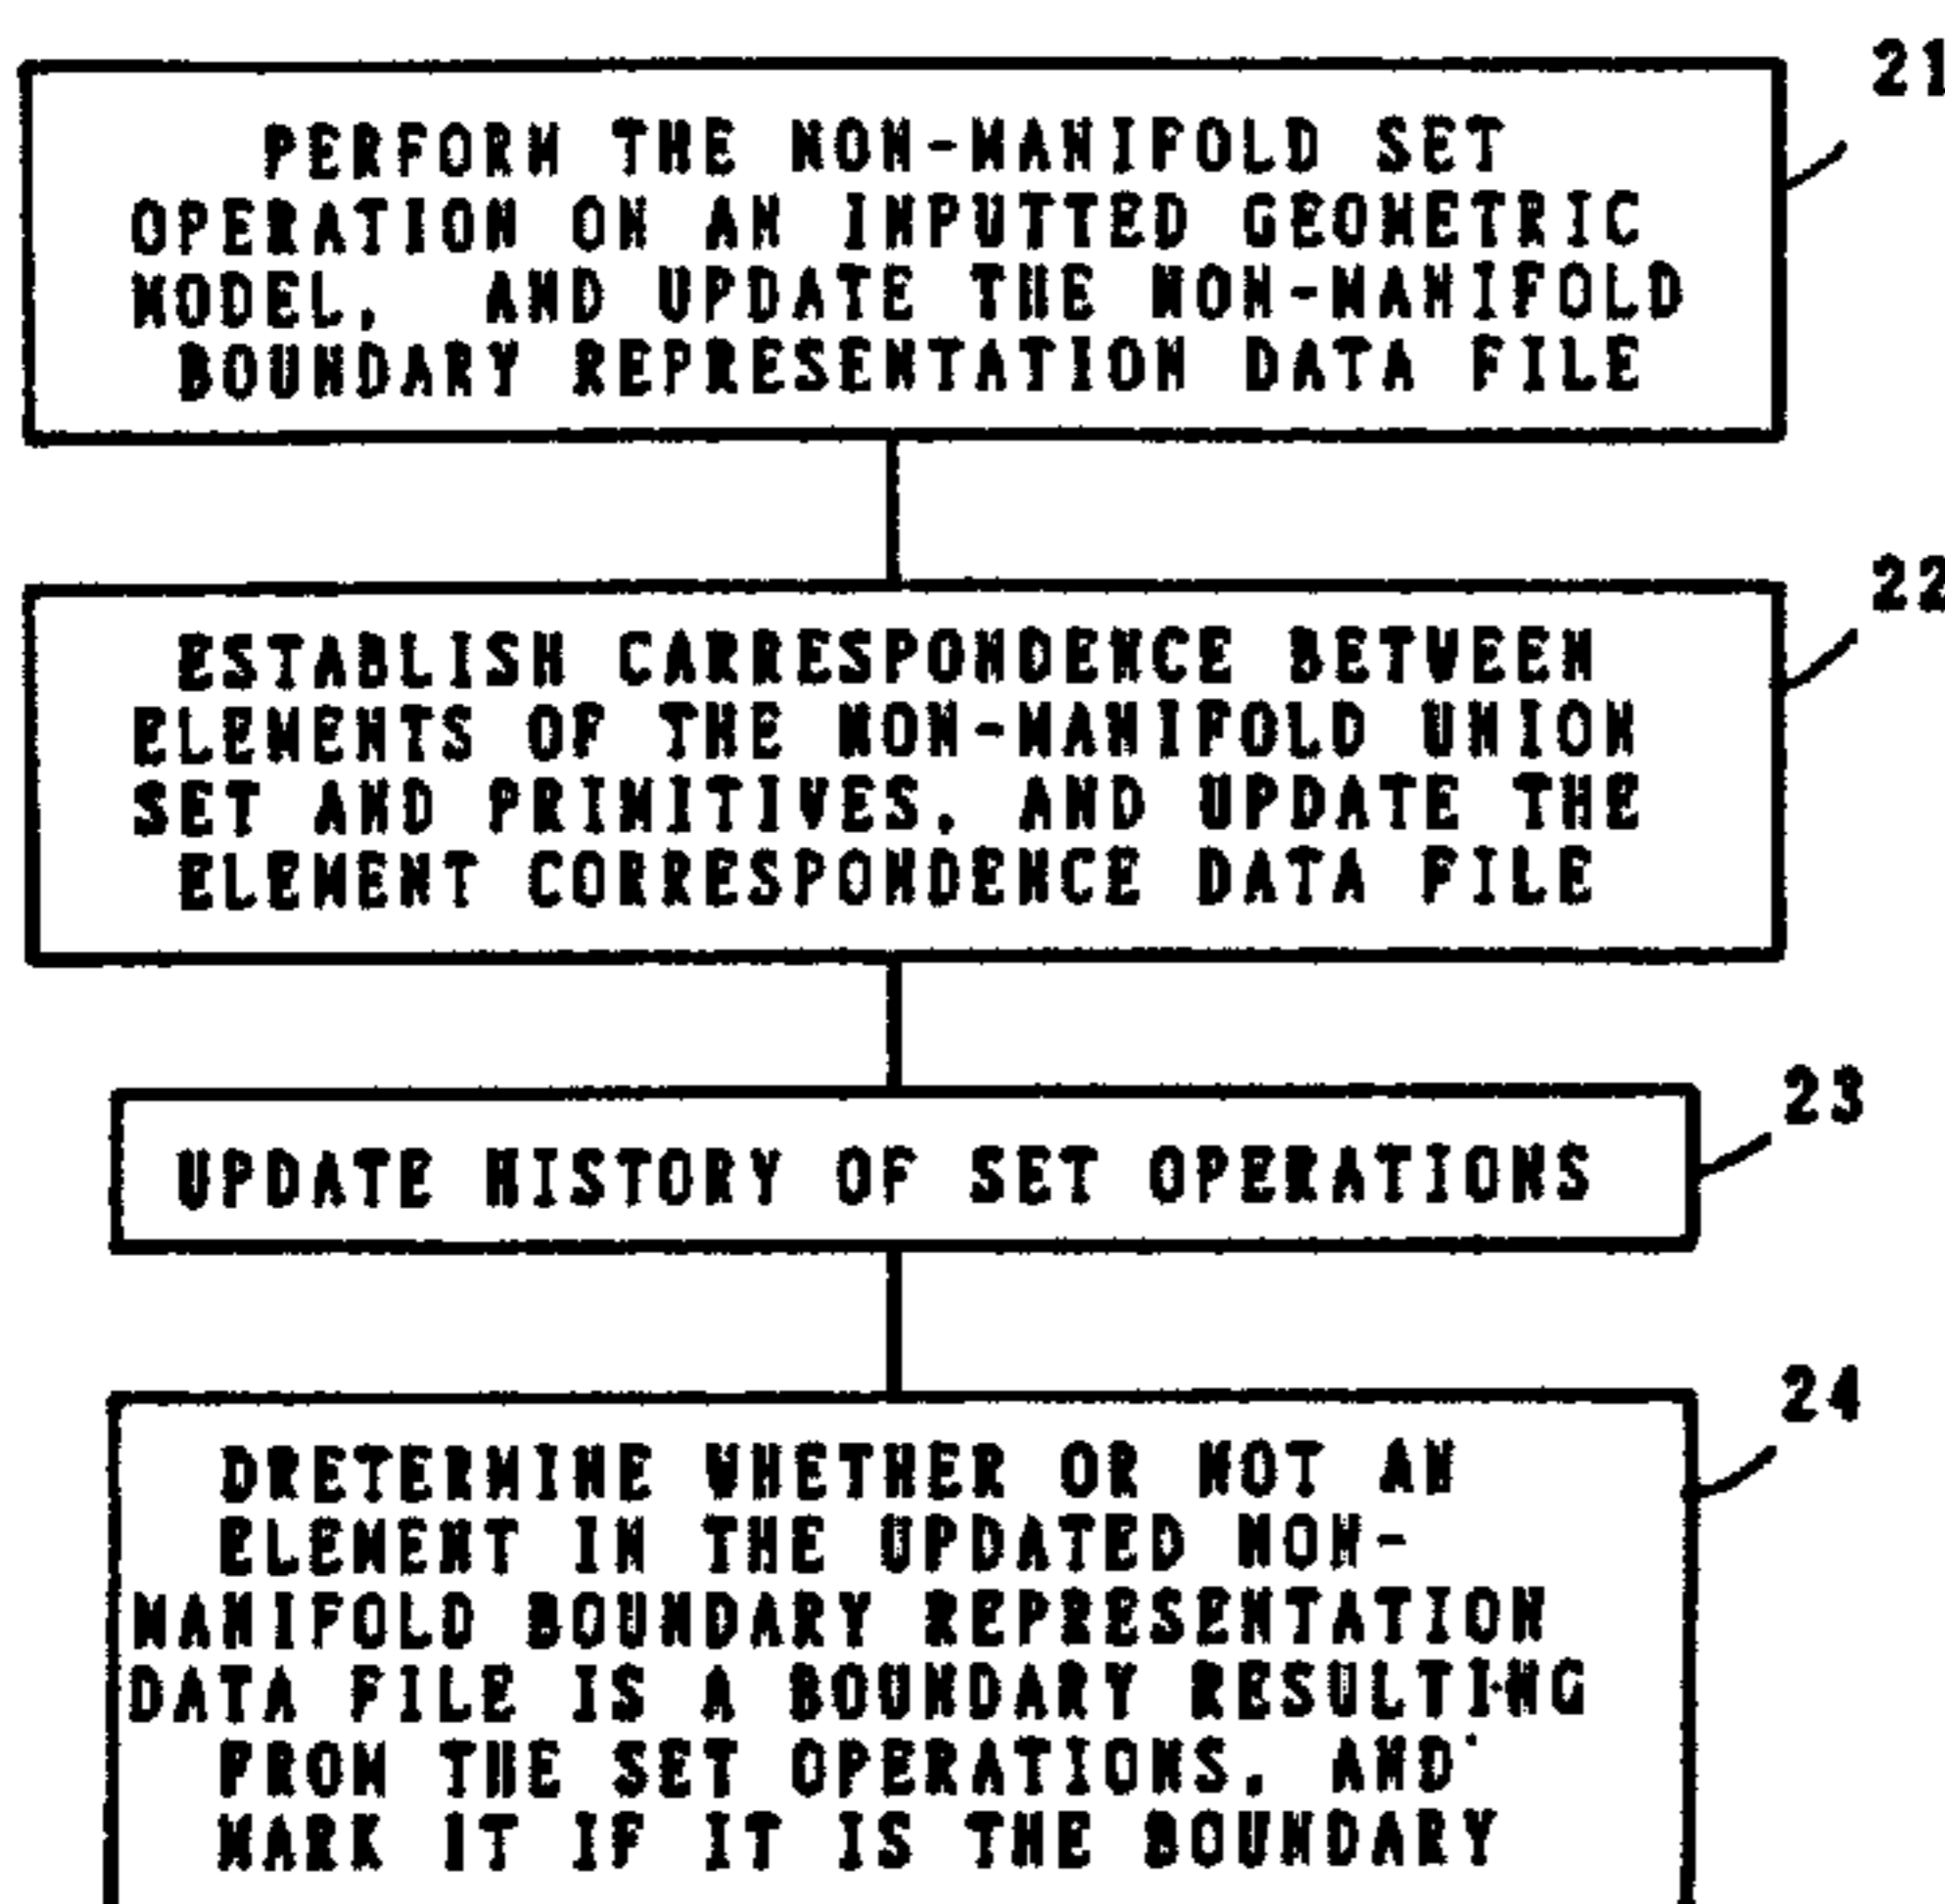 21
PERFORM THE NON-MANIFOLD SET
OPERATION ON AN INPUTTED GEOMETRIC
MODEL, AND UPDATE THE NON-MANIFOLD
BOUNDARY REPRESENTATION DATA FILE
22
ESTABLISH CARRESPONDENCE BETWEEN
ELEMENTS OF THE NON-MANIFOLD UNION
SET AND PRIMITIVES, AND UPDATE THE
ELEMENT CORRESPONDENCE DATA FILE
23
UPDATE HISTORY OF SET OPERATIONS
24
DRETERMINE WHETHER OR NOT AN
ELEMENT IN THE UPDATED NON-
MANIFOLD BOUNDARY REPRESENTATION
DATA FILE IS A BOUNDARY RESULTING
FROM THE SET OPERATIONS, AND
MARK IT IF IT IS THE BOUNDARY